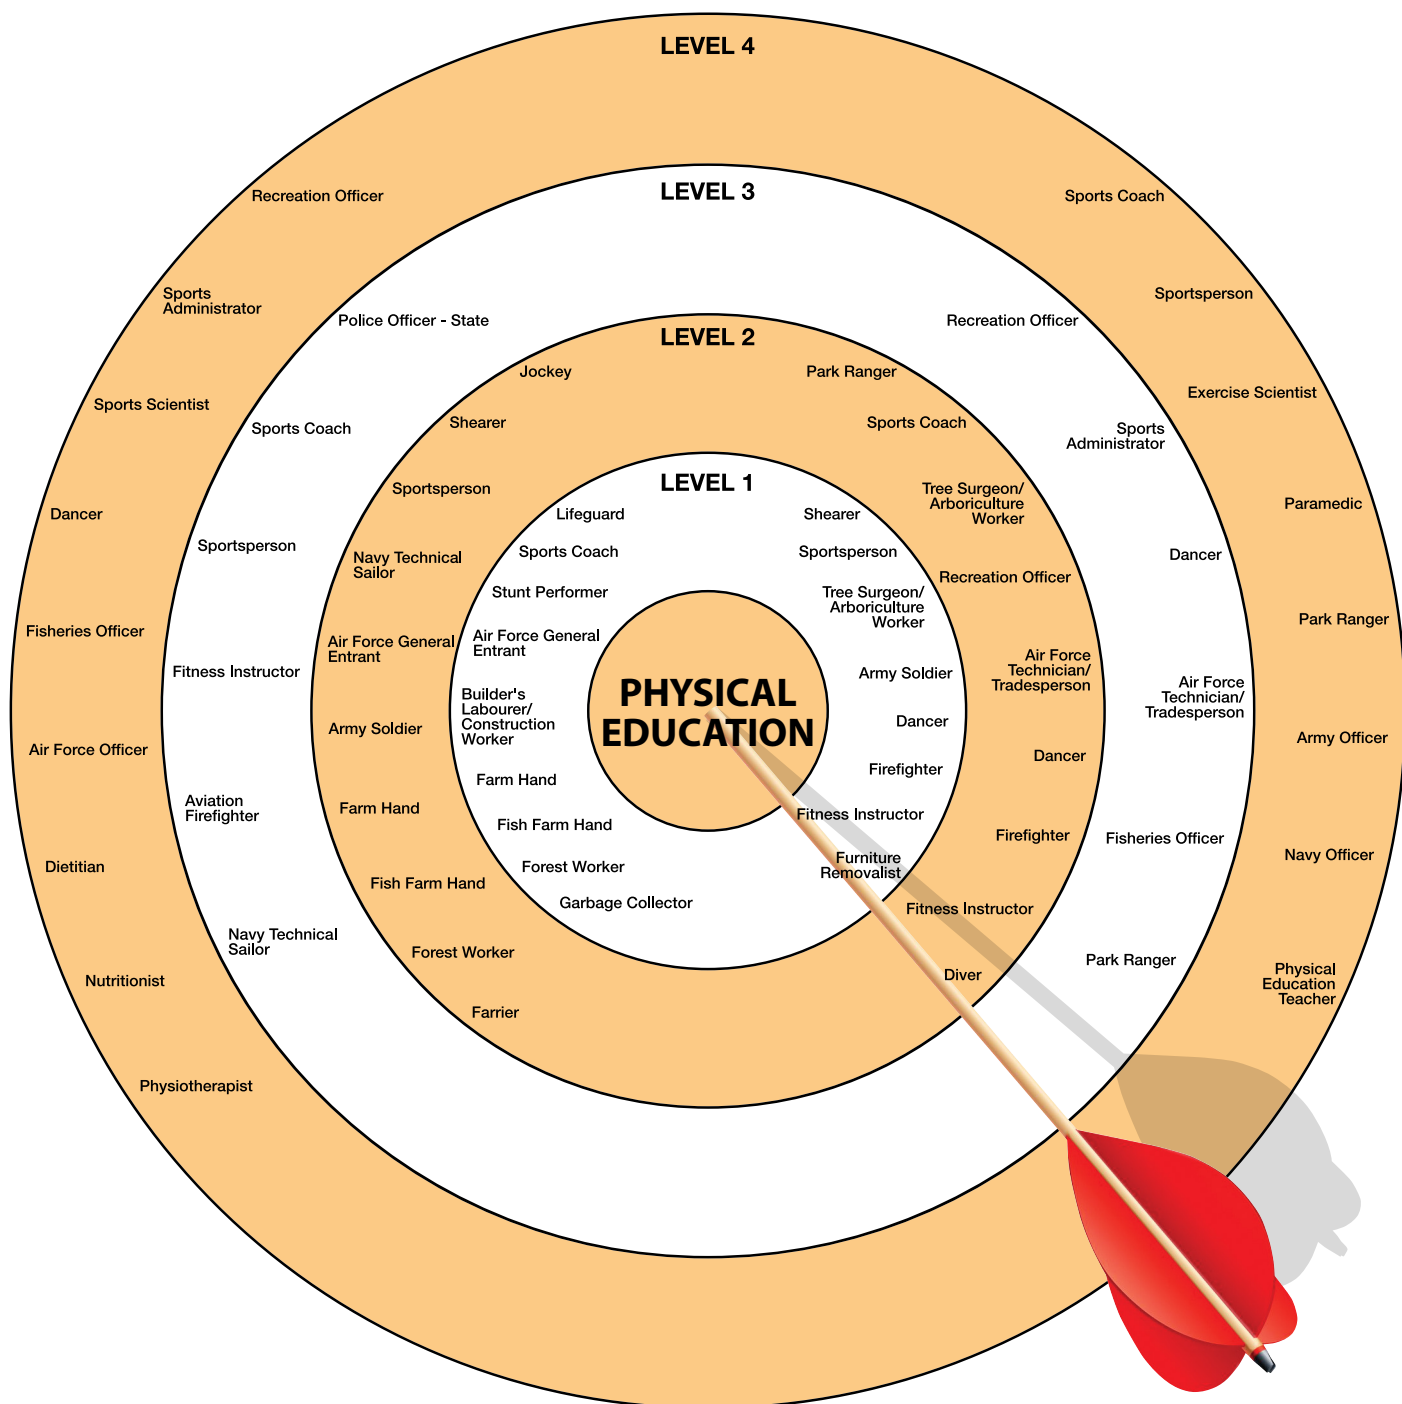 LEVEL 4
Recreation Officer
Sports Coach
Sports
Administrator
Sportsperson
Sports Scientist
Exercise Scientist
Dancer
Paramedic
Fisheries Officer
Park Ranger
Air Force Officer
Army Officer
Dietitian
Navy Officer
Nutritionist
Physical
Education
Teacher
Physiotherapist
LEVEL 3
Police Officer - State
Recreation Officer
Sports Coach
Sports
Administrator
Sportsperson
Dancer
Fitness Instructor
Air Force
Technician/
Tradesperson
Aviation
Firefighter
Fisheries Officer
Navy Technical
Sailor
Park Ranger
LEVEL 2
Jockey
Park Ranger
Shearer
Sports Coach
Sportsperson
Tree Surgeon/
Arboriculture
Worker
Navy Technical
Sailor
Recreation Officer
Air Force General
Entrant
Air Force
Technician/
Tradesperson
Army Soldier
Dancer
Farm Hand
Firefighter
Fish Farm Hand
Fitness Instructor
Forest Worker
Diver
Farrier
LEVEL 1
Lifeguard
Shearer
Sports Coach
Sportsperson
Stunt Performer
Tree Surgeon/
Arboriculture
Worker
Air Force General
Entrant
Army Soldier
Builder's
Labourer/
Construction
Worker
Dancer
Farm Hand
Firefighter
Fish Farm Hand
Fitness Instructor
Forest Worker
Furniture
Removalist
Garbage Collector
PHYSICAL
EDUCATION